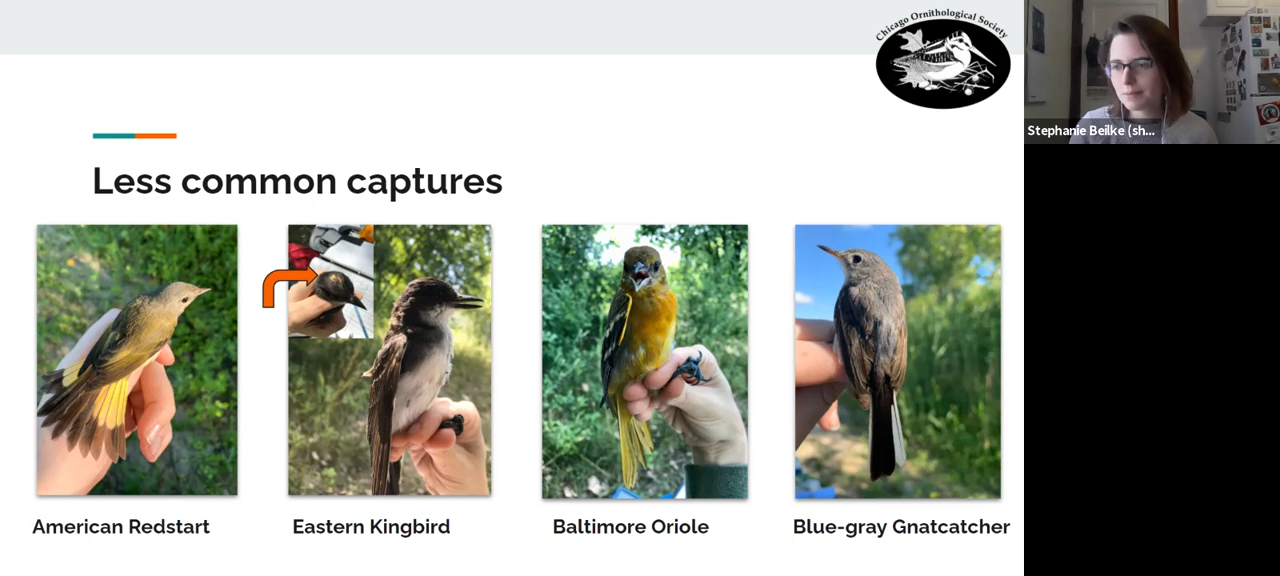 Chicago Ornithological Society
Stephanie Beilke (sh...
Less common captures
American Redstart
Eastern Kingbird
Baltimore Oriole
Blue-gray Gnatcatcher